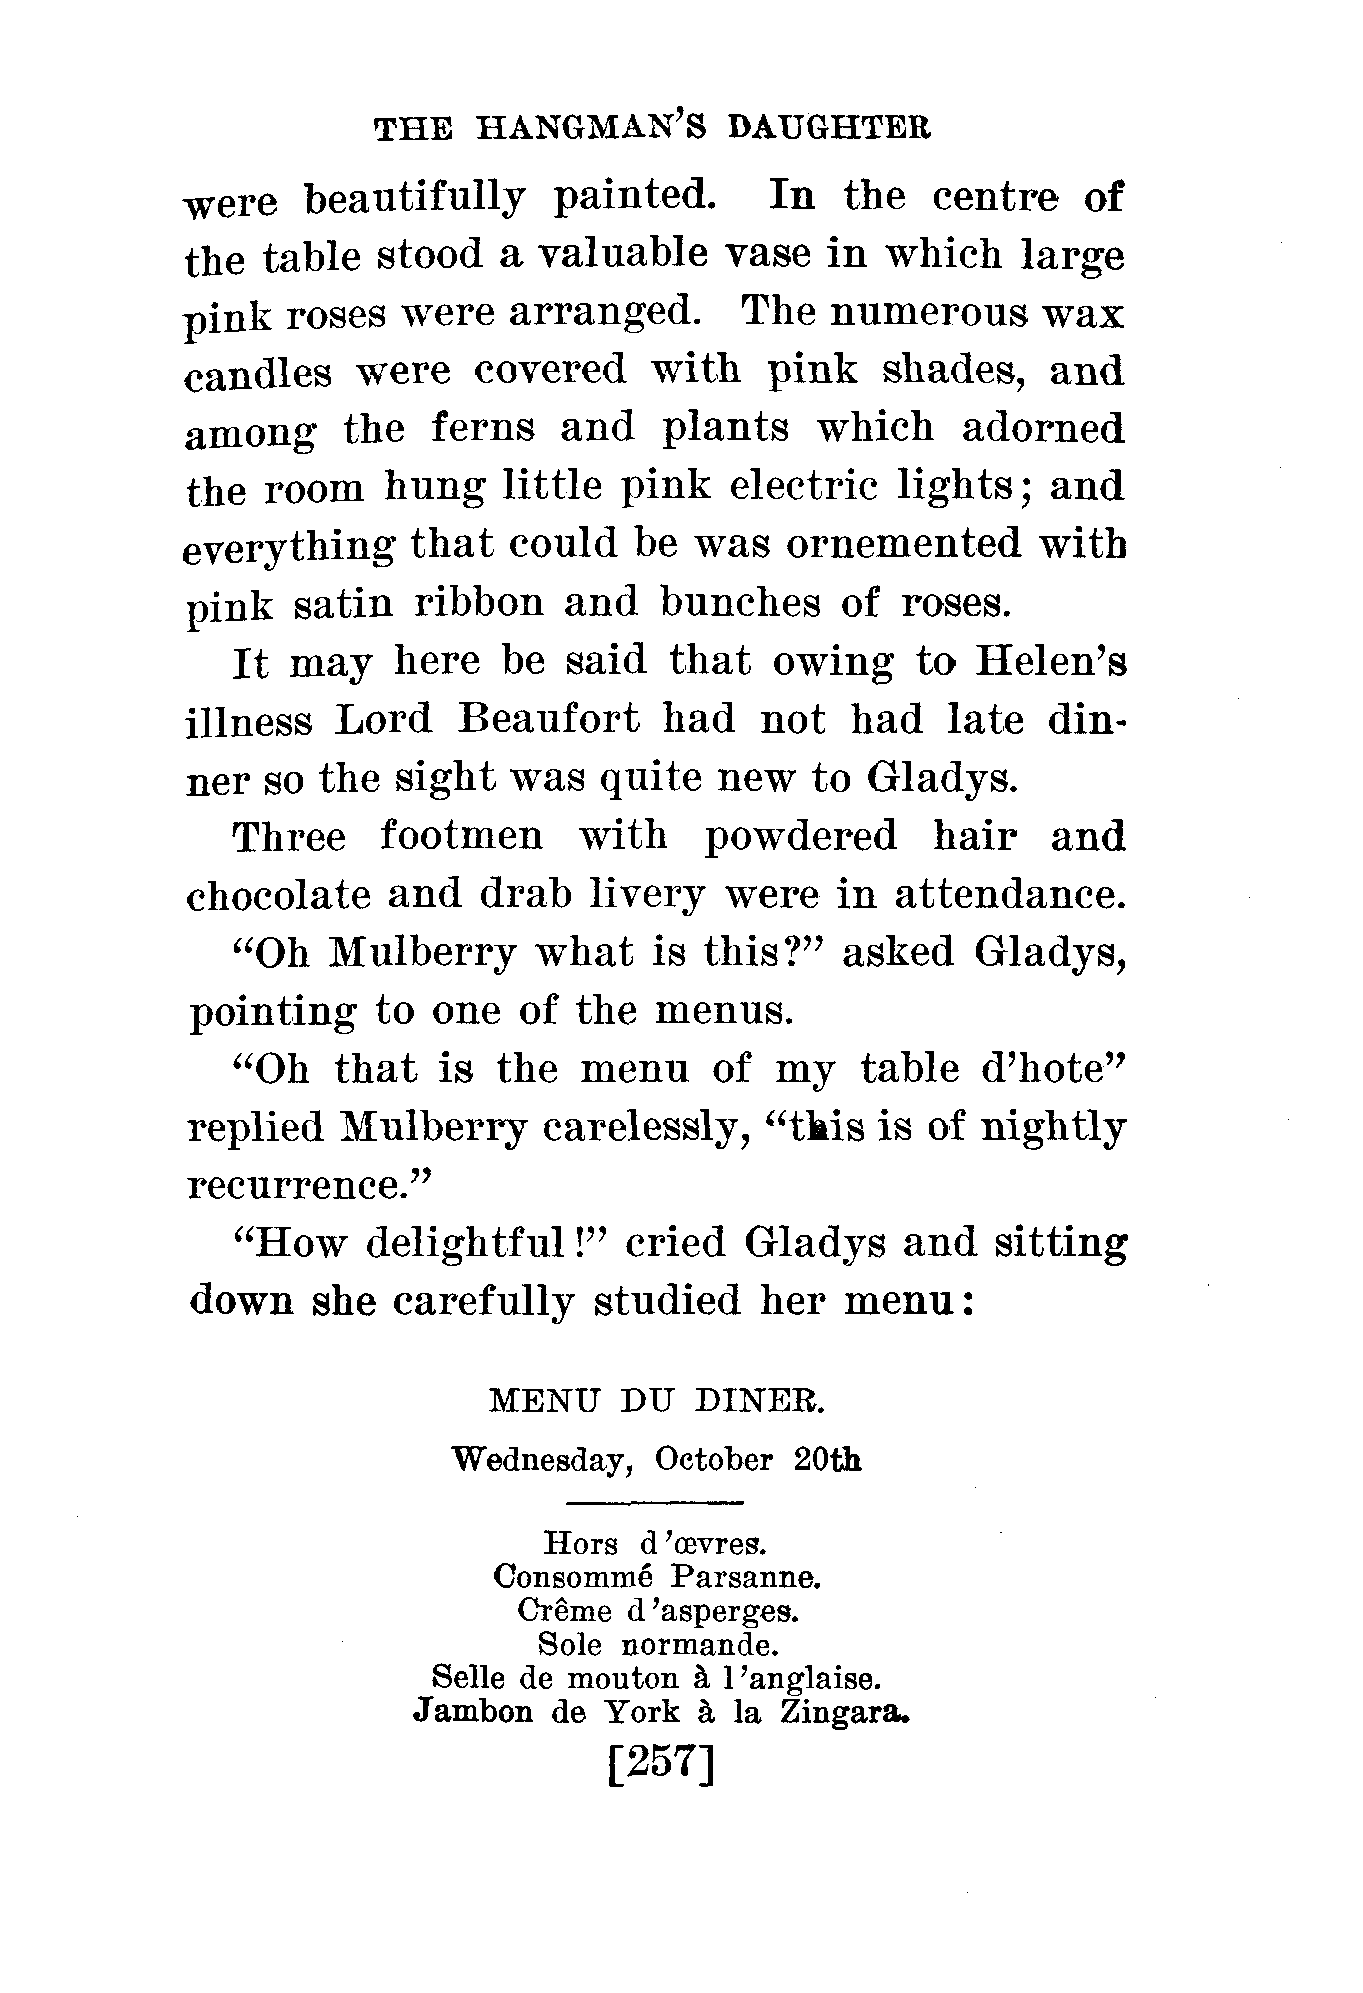 THE HANGMAN'S DAUGHTER
were beautifully painted. In the centre of
the table stood a valuable vase in which large
pink roses were arranged. The numerous wax
candles were covered with pink shades, and
among the ferns and plants which adorned
the room hung little pink electric lights; and
everything that could be was ornemented with
pink satin ribbon and bunches of roses.
It may here be said that owing to Helen's
illness Lord Beaufort had not had late din-
ner so the sight was quite new to Gladys.
Three footmen with powdered hair and
chocolate and drab livery were in attendance.
"Oh Mulberry what is this?" asked Gladys,
pointing to one of the menus.
"Oh that is the menu of my table d'hote"
replied Mulberry carelessly, "this is of nightly
recurrence."
"How delightful!" cried Gladys and sitting
down she carefully studied her menu:
MENU DU DINER.
Wednesday, October 20th
Hors d'œvres.
Consommé Parsanne.
Crême d'asperges.
Sole normande.
Selle de mouton à l'anglaise.
Jambon de York à la Zingara.
[257]